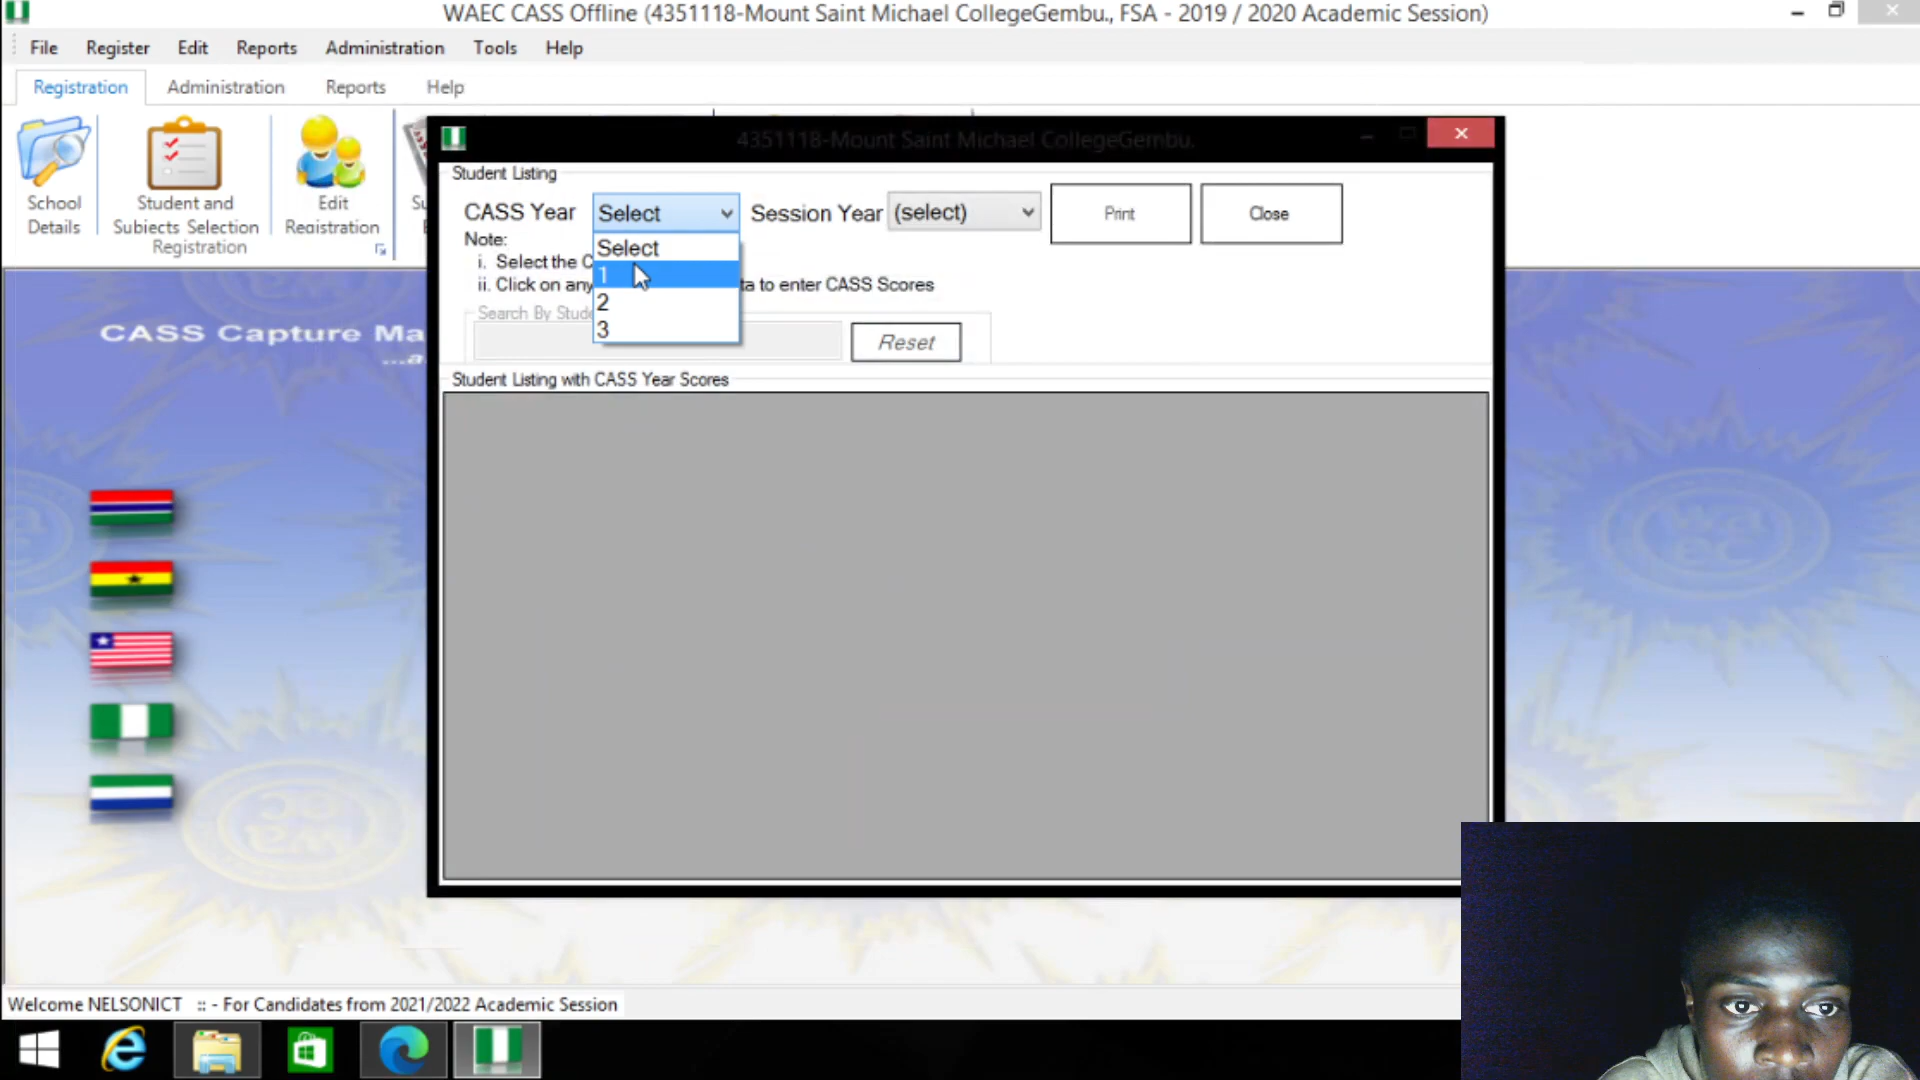 WAEC CASS Offline (4351118-Mount Saint Michael CollegeGembu., FSA - 2019 / 2020 Academic Session)
File Register Edit Reports Administration Tools Help
Registration Administration Reports Help
School Details
Student and Subjects Selection
Edit Registration
Registration
4351118-Mount Saint Michael CollegeGembu.
Student Listing
CASS Year Select Session Year (select) Print Close
Select
1
2
3
Note:
i. Select the C
ii. Click on any ta to enter CASS Scores
Search By Stude
Reset
Student Listing with CASS Year Scores
CASS Capture Ma
...a
Welcome NELSONICT :: - For Candidates from 2021/2022 Academic Session